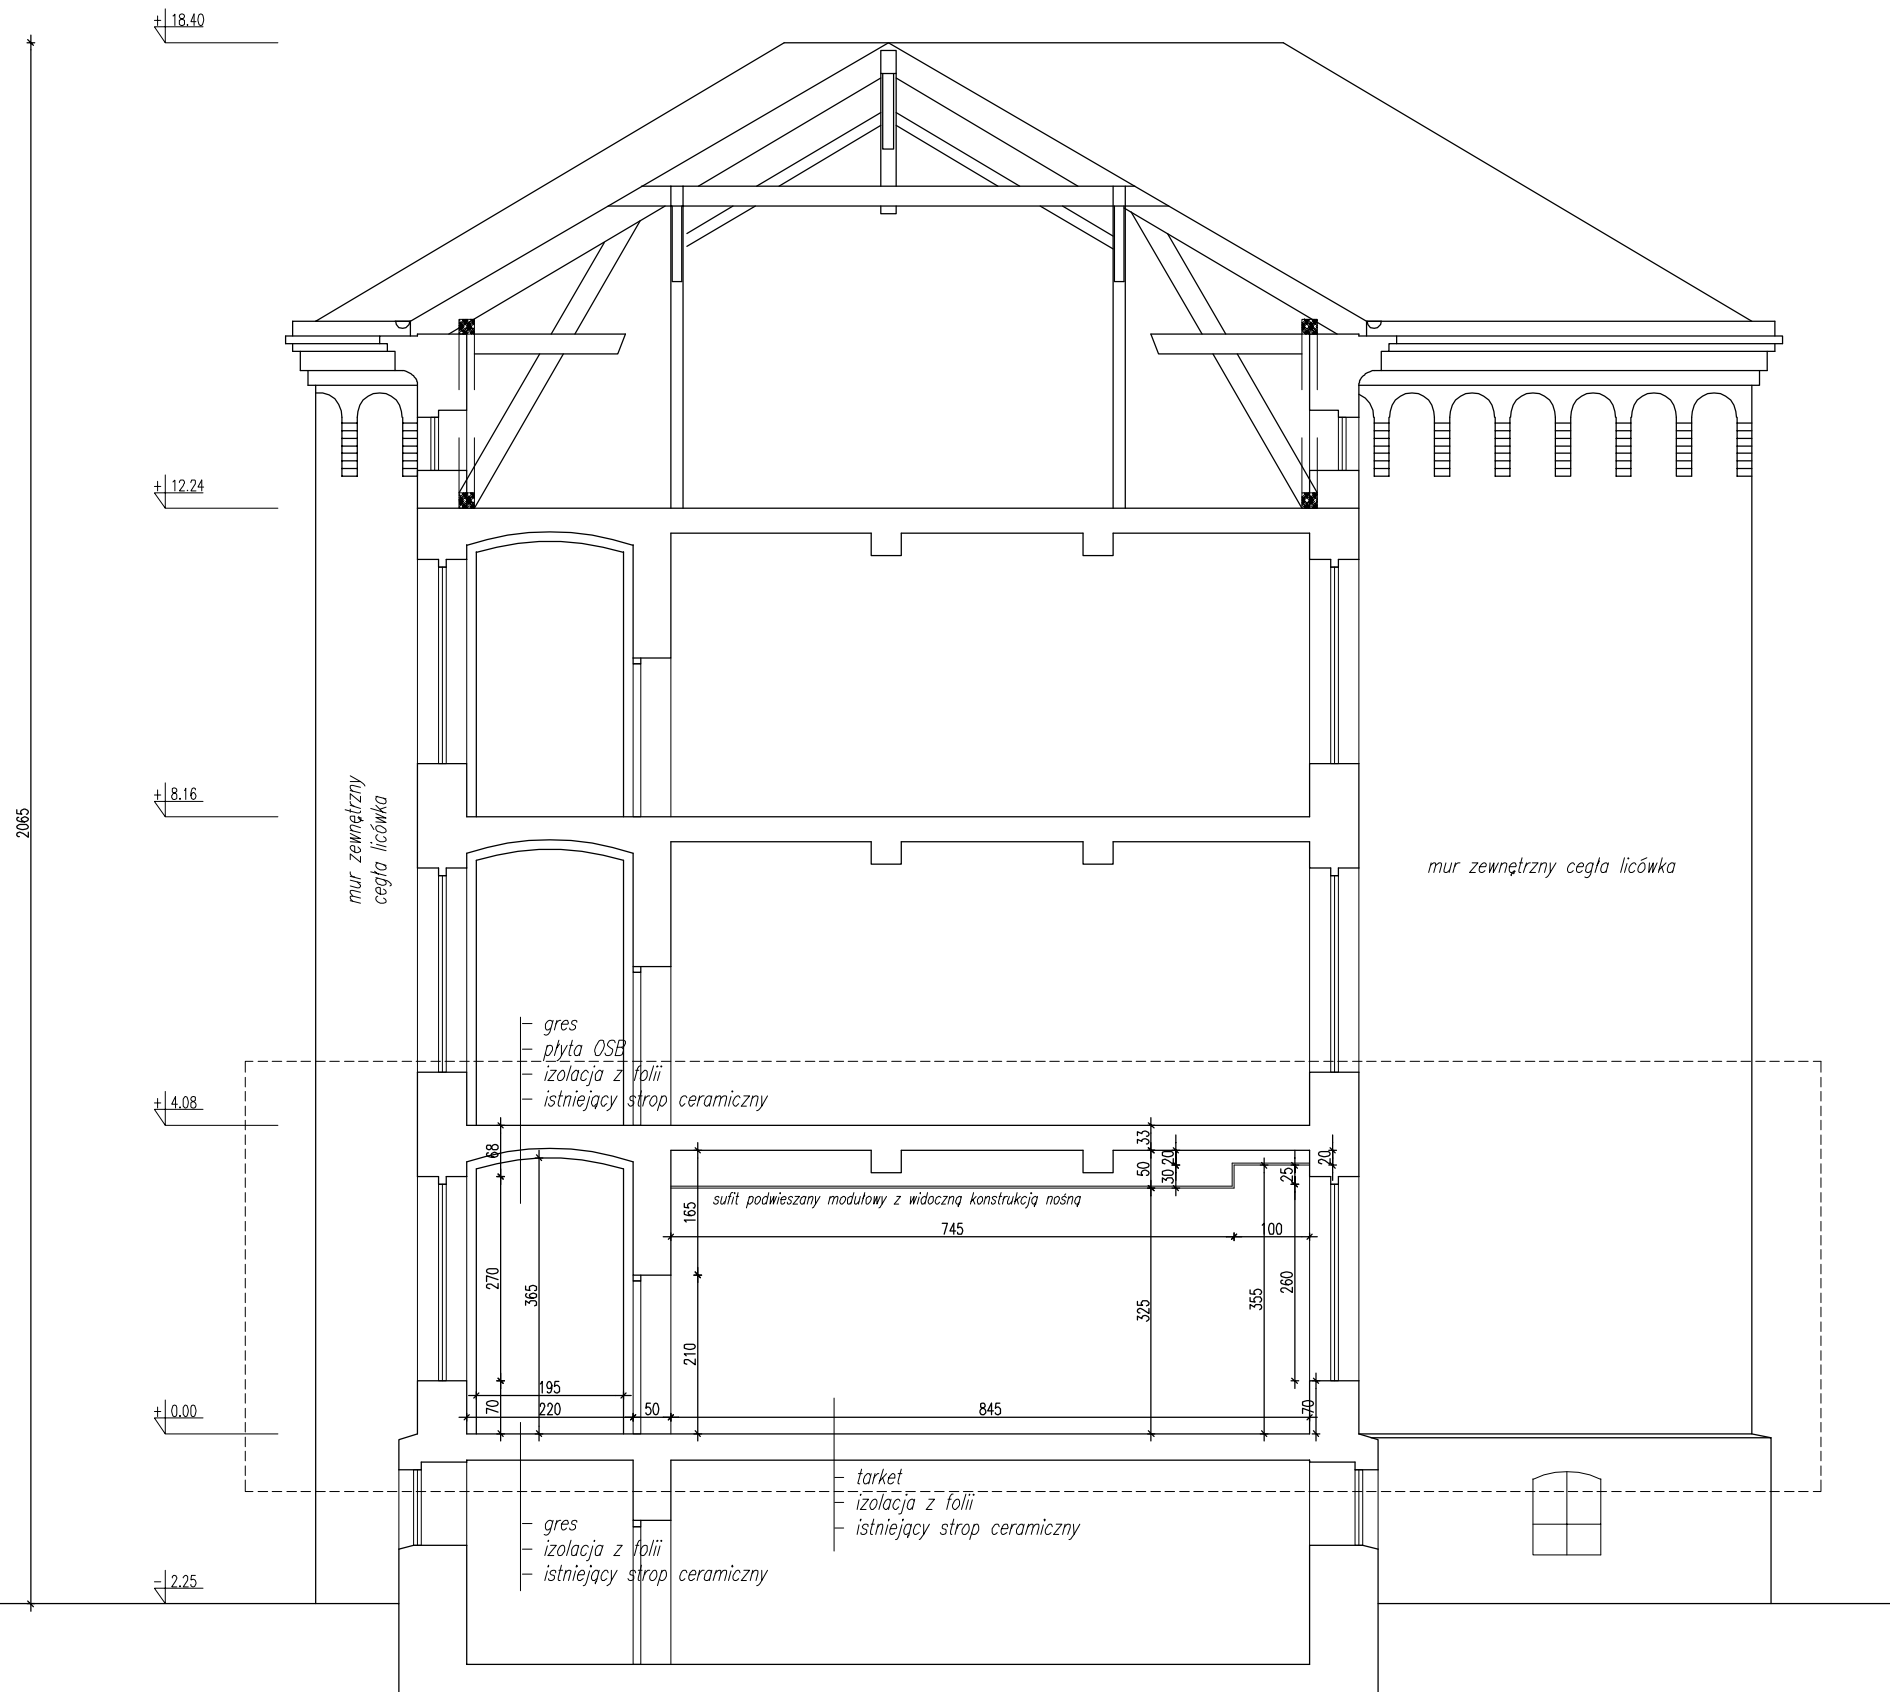 + 18.40
+ 12.24
+ 8.16
2065
mur zewnętrzny
cegła licówka
mur zewnętrzny cegła licówka
gres
płyta OSB
izolacja z folii
istniejący strop ceramiczny
+ 4.08
68
33
50
20
30
25
20
sufit podwieszany modułowy z widoczną konstrukcją nośną
165
745
100
270
365
260
355
325
210
195
220
50
845
70
70
+ 0.00
tarket
izolacja z folii
istniejący strop ceramiczny
gres
izolacja z folii
istniejący strop ceramiczny
- 2.25